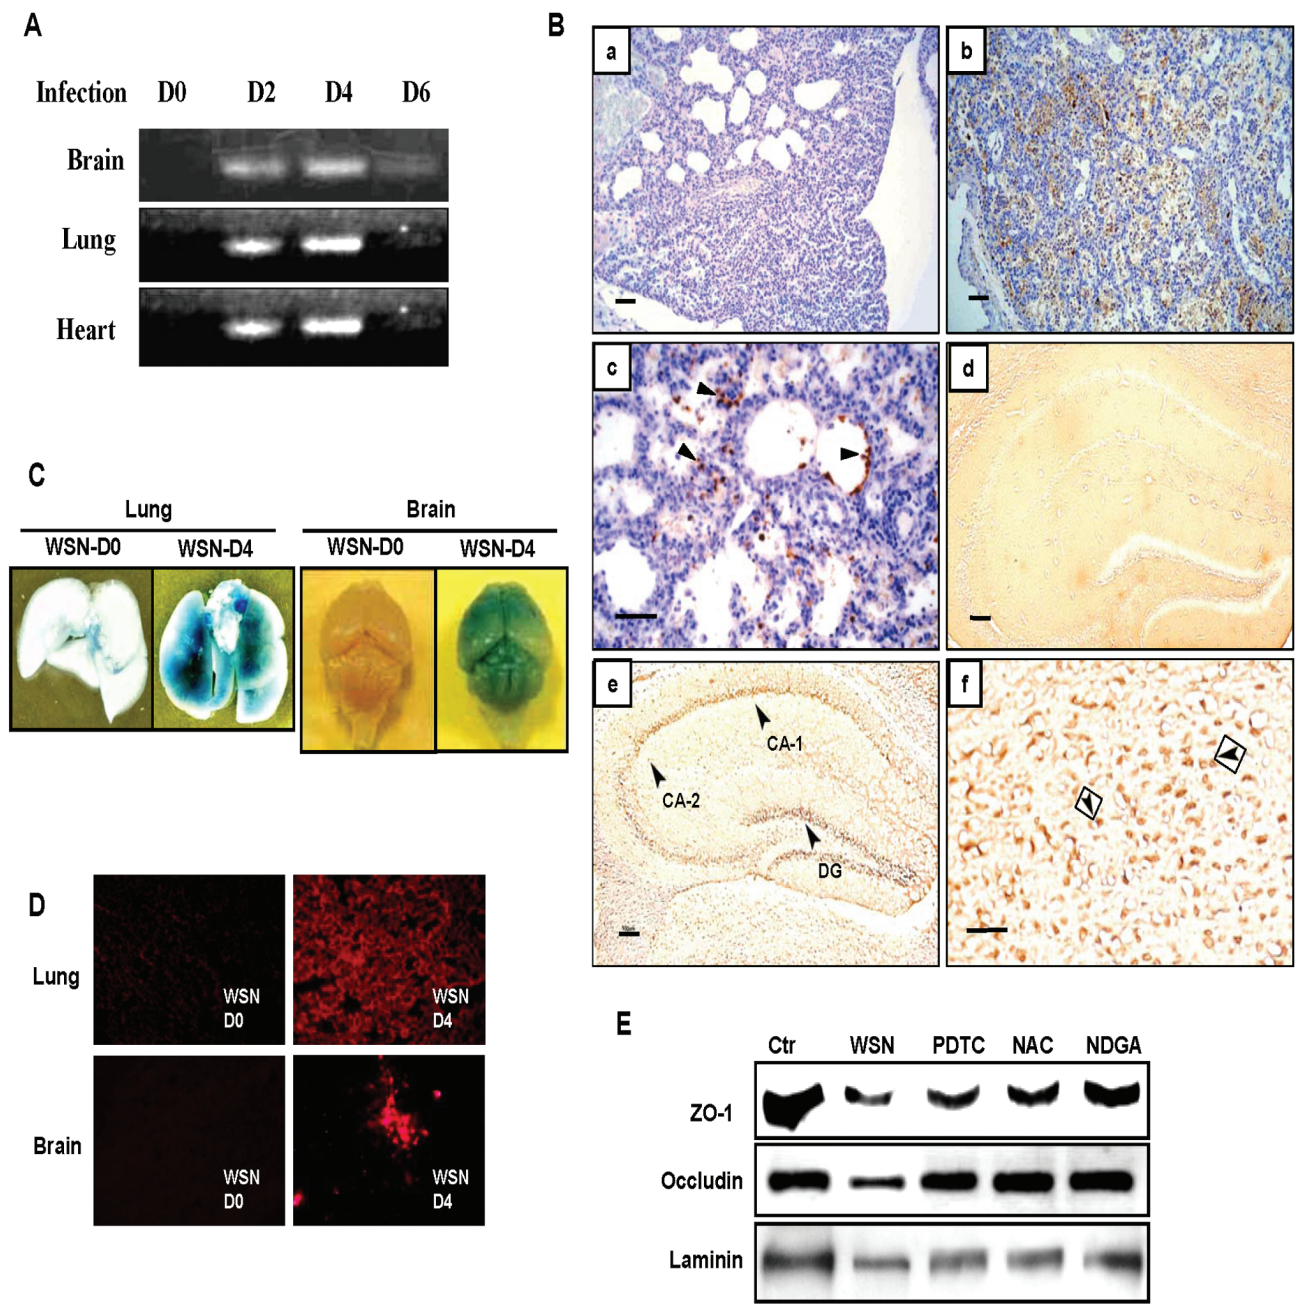 A
Infection D0 D2 D4 D6
Brain
Lung
Heart
B
a
b
c
d
e
CA-1
CA-2
DG
f
C
Lung Brain
WSN-D0 WSN-D4 WSN-D0 WSN-D4
D
Lung
WSN
D0
WSN
D4
Brain
WSN
D0
WSN
D4
E
Ctr WSN PDTC NAC NDGA
ZO-1
Occludin
Laminin